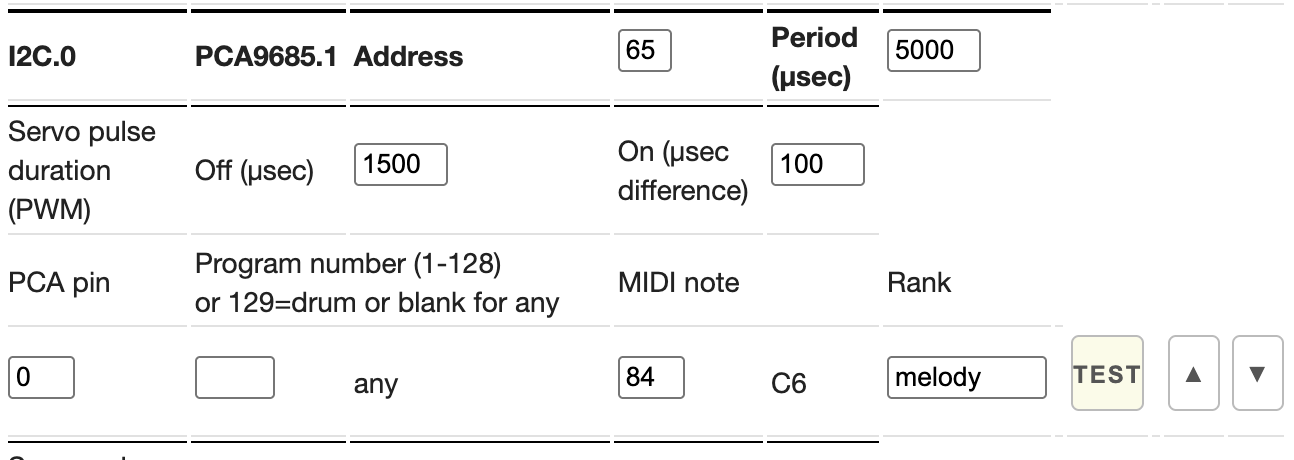 I2C.0 PCA9685.1 Address 65 Period (μsec) 5000
Servo pulse duration (PWM) Off (μsec) 1500 On (μsec difference) 100
PCA pin Program number (1-128) or 129=drum or blank for any MIDI note Rank
0 any 84 C6 melody TEST ▲ ▼